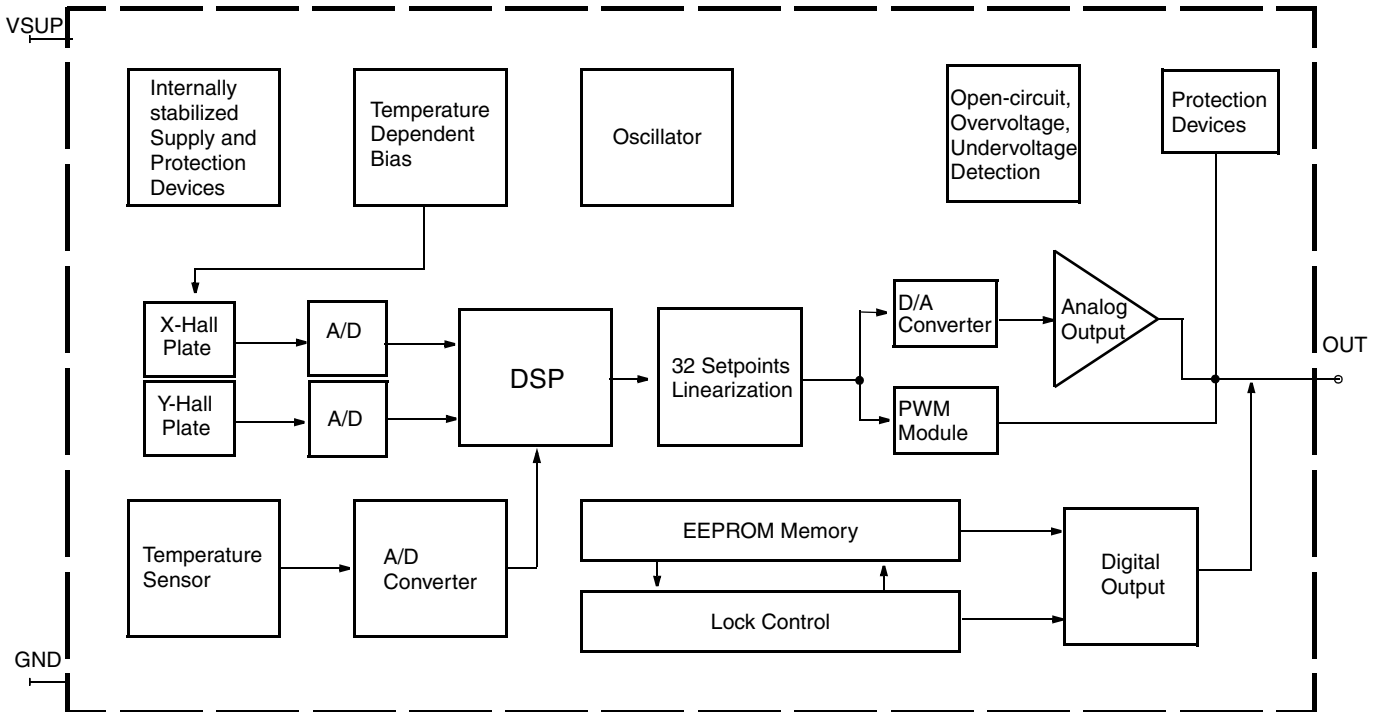 VSUP
Internally
stabilized
Supply and
Protection
Devices
Temperature
Dependent
Bias
Oscillator
Open-circuit,
Overvoltage,
Undervoltage
Detection
Protection
Devices
X-Hall
Plate
A/D
Y-Hall
Plate
A/D
DSP
32 Setpoints
Linearization
D/A
Converter
Analog
Output
PWM
Module
OUT
Temperature
Sensor
A/D
Converter
EEPROM Memory
Lock Control
Digital
Output
GND